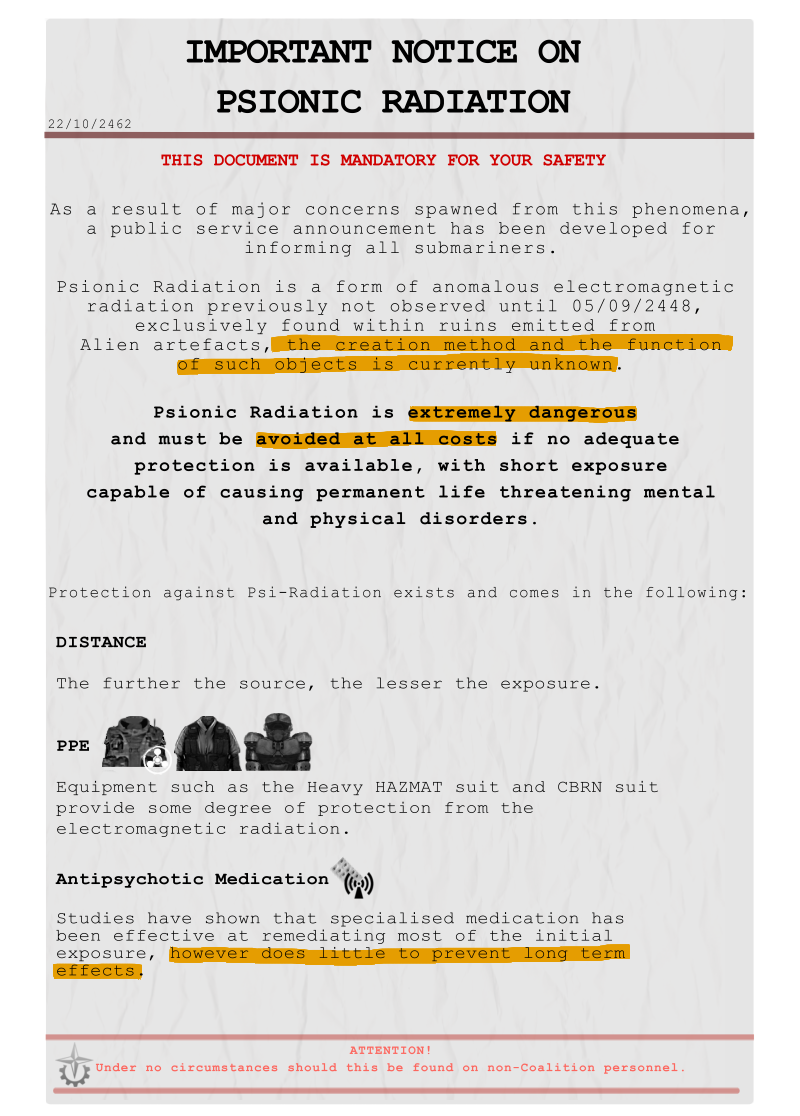 IMPORTANT NOTICE ON
PSIONIC RADIATION
22/10/2462
THIS DOCUMENT IS MANDATORY FOR YOUR SAFETY
As a result of major concerns spawned from this phenomena,
a public service announcement has been developed for
informing all submariners.
Psionic Radiation is a form of anomalous electromagnetic
radiation previously not observed until 05/09/2448,
exclusively found within ruins emitted from
Alien artefacts, the creation method and the function
of such objects is currently unknown.
Psionic Radiation is extremely dangerous
and must be avoided at all costs if no adequate
protection is available, with short exposure
capable of causing permanent life threatening mental
and physical disorders.
Protection against Psi-Radiation exists and comes in the following:
DISTANCE
The further the source, the lesser the exposure.
PPE
Equipment such as the Heavy HAZMAT suit and CBRN suit
provide some degree of protection from the
electromagnetic radiation.
Antipsychotic Medication
Studies have shown that specialised medication has
been effective at remediating most of the initial
exposure, however does little to prevent long term
effects.
ATTENTION!
Under no circumstances should this be found on non-Coalition personnel.